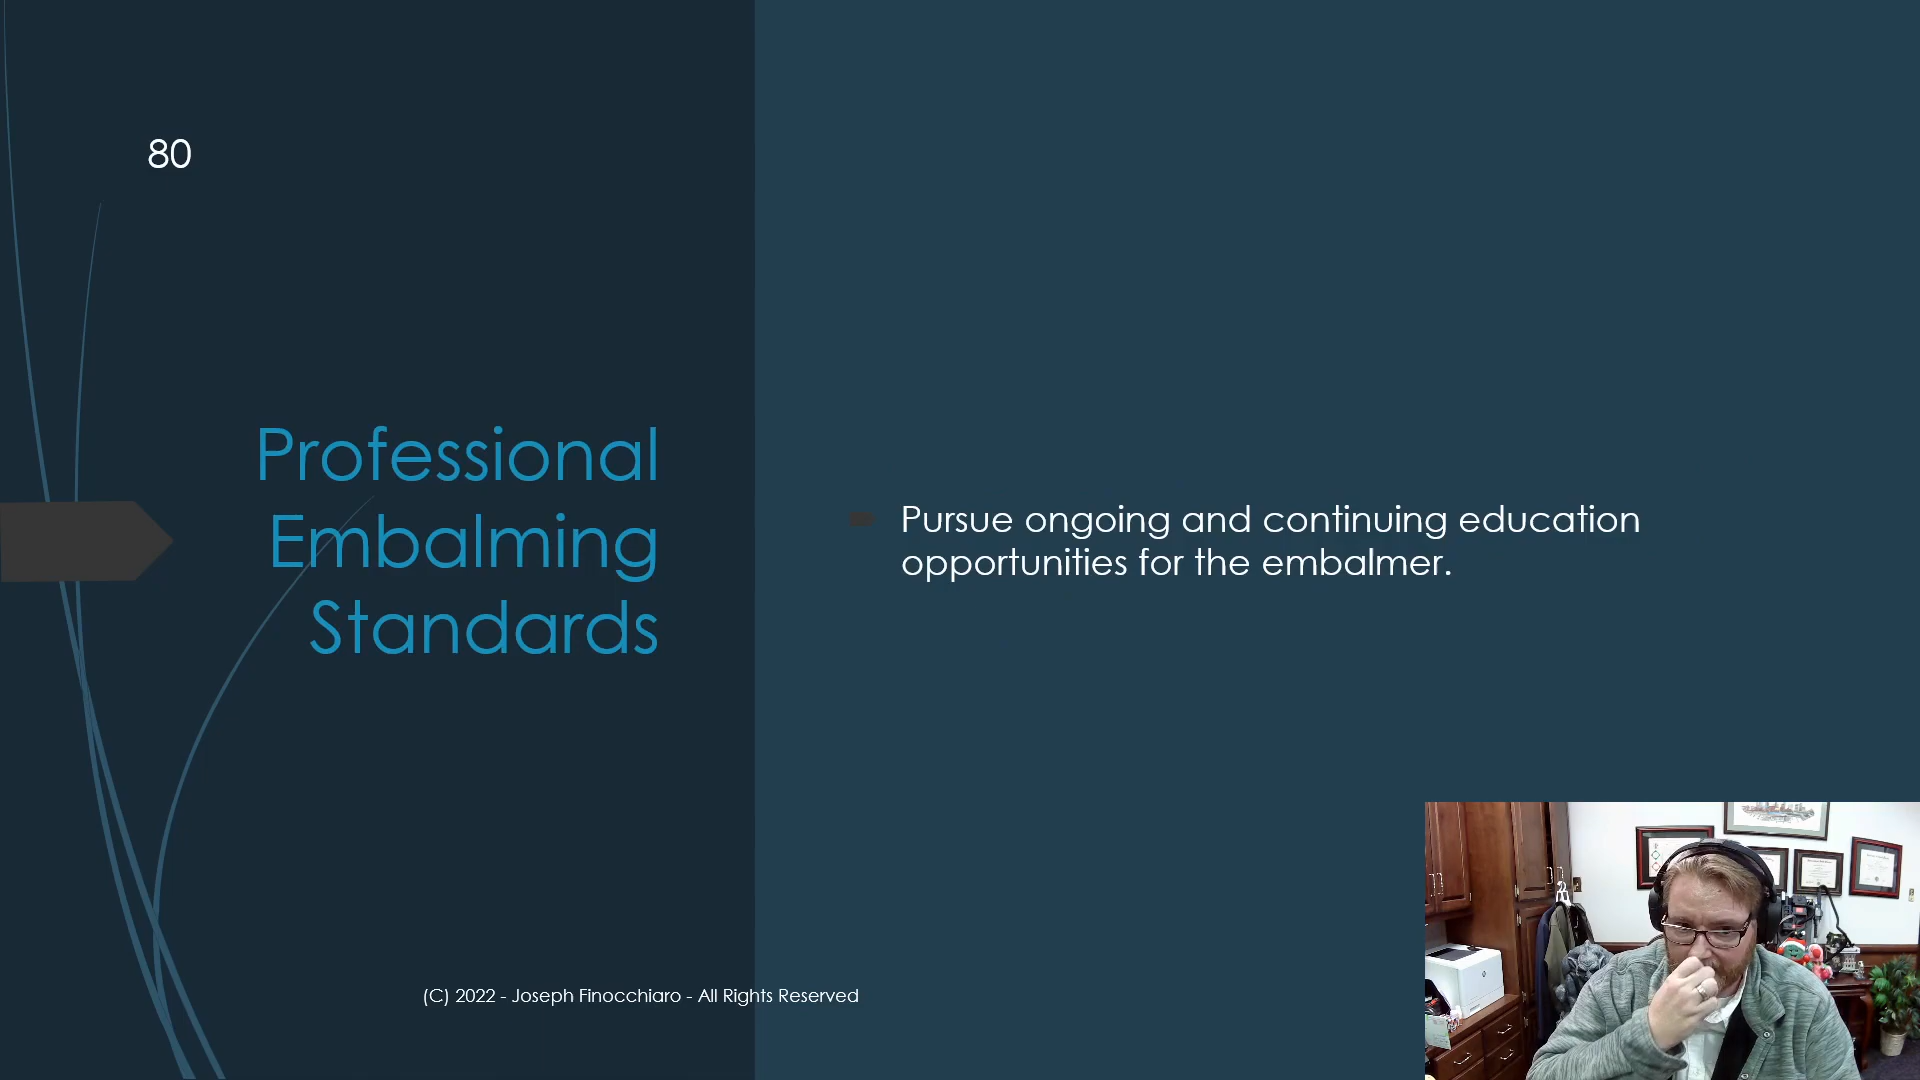 80
Professional
Embalming
Standards
Pursue ongoing and continuing education
opportunities for the embalmer.
(C) 2022 - Joseph Finocchiaro - All Rights Reserved